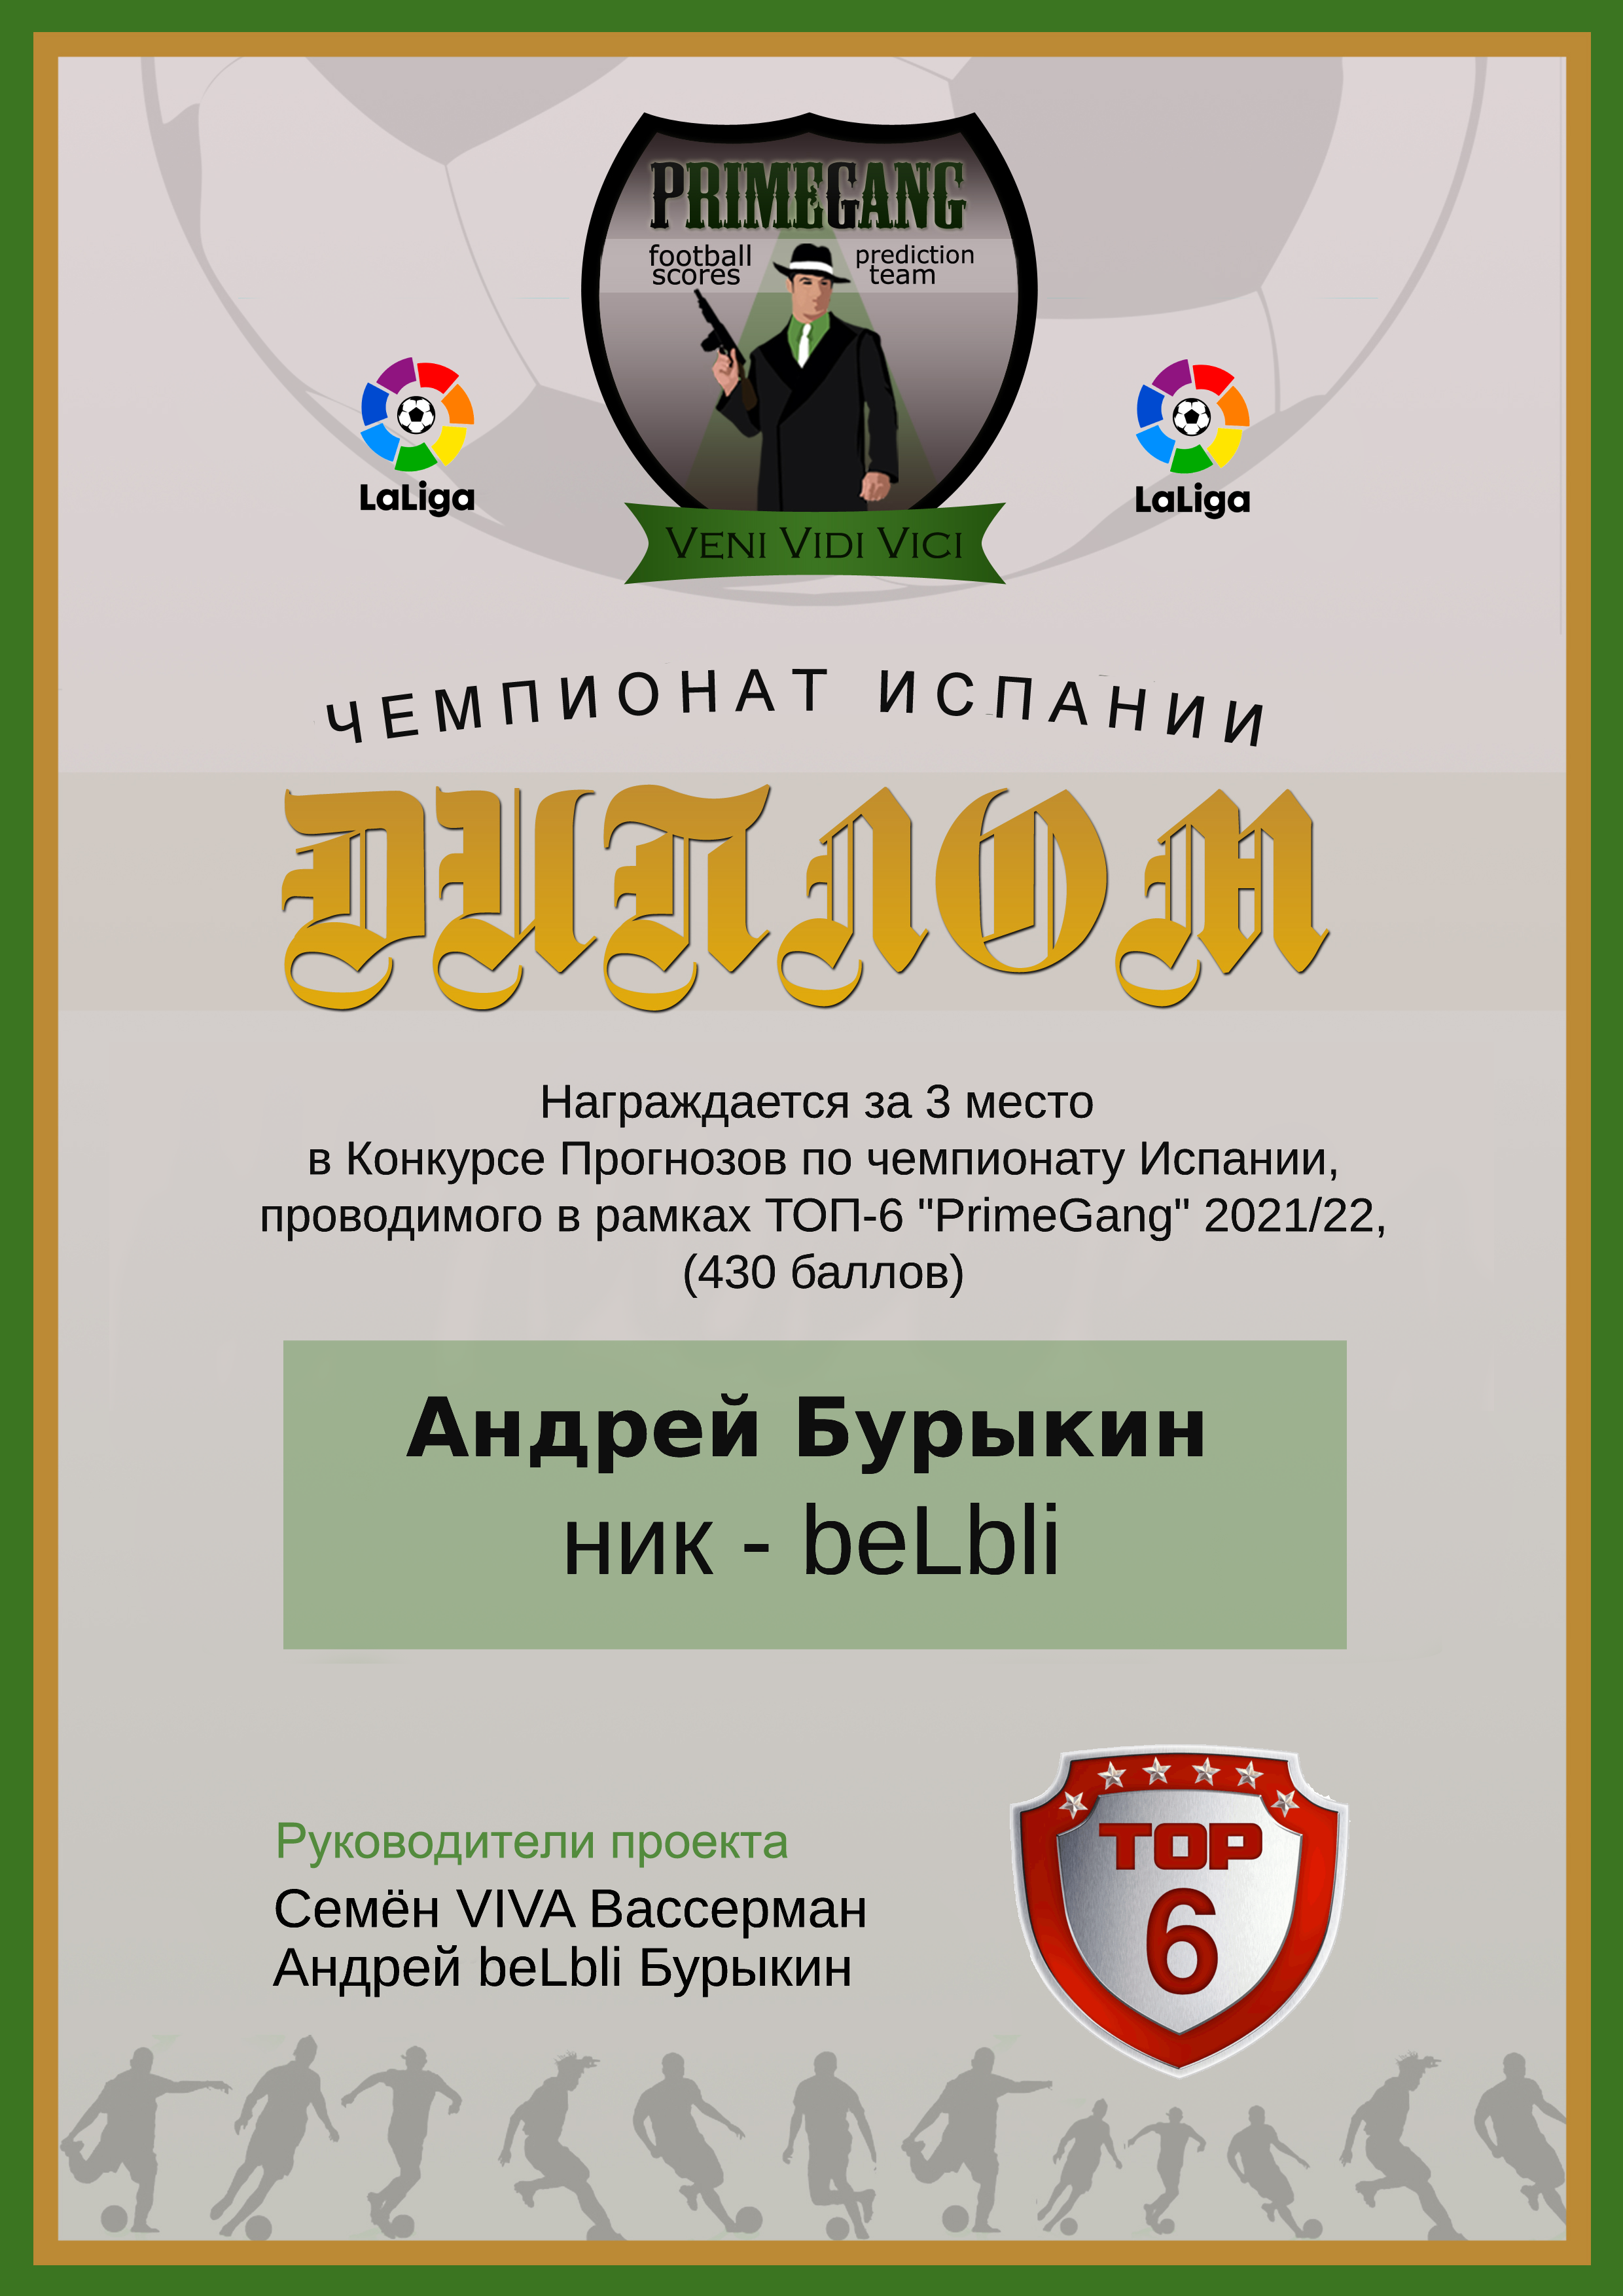 PRIMEGANG
football scores
prediction team
VENI VIDI VICI
LaLiga
LaLiga
ЧЕМПИОНАТ ИСПАНИИ
ДИПЛОМ
Награждается за 3 место
в Конкурсе Прогнозов по чемпионату Испании,
проводимого в рамках ТОП-6 "PrimeGang" 2021/22,
(430 баллов)
Андрей Бурыкин
ник - beLbli
Руководители проекта
Семён VIVA Вассерман
Андрей beLbli Бурыкин
TOP
6